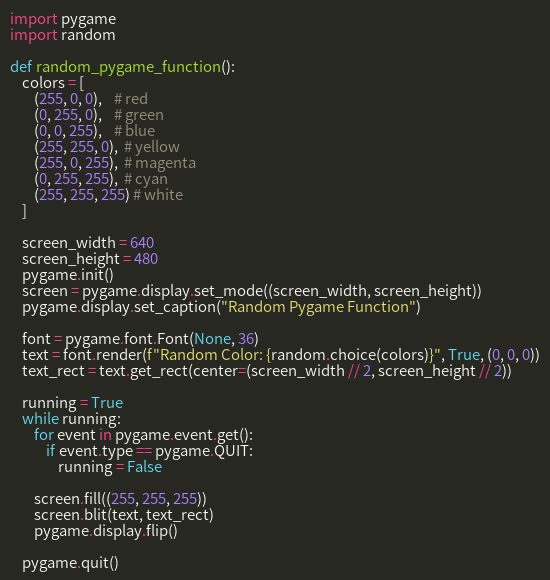 import pygame
import random
def random_pygame_function():
colors = [
(255, 0, 0), # red
(0, 255, 0), # green
(0, 0, 255), # blue
(255, 255, 0), # yellow
(255, 0, 255), # magenta
(0, 255, 255), # cyan
(255, 255, 255) # white
]
screen_width = 640
screen_height = 480
pygame.init()
screen = pygame.display.set_mode((screen_width, screen_height))
pygame.display.set_caption("Random Pygame Function")
font = pygame.font.Font(None, 36)
text = font.render(f"Random Color: {random.choice(colors)}", True, (0, 0, 0))
text_rect = text.get_rect(center=(screen_width // 2, screen_height // 2))
running = True
while running:
for event in pygame.event.get():
if event.type == pygame.QUIT:
running = False
screen.fill((255, 255, 255))
screen.blit(text, text_rect)
pygame.display.flip()
pygame.quit()